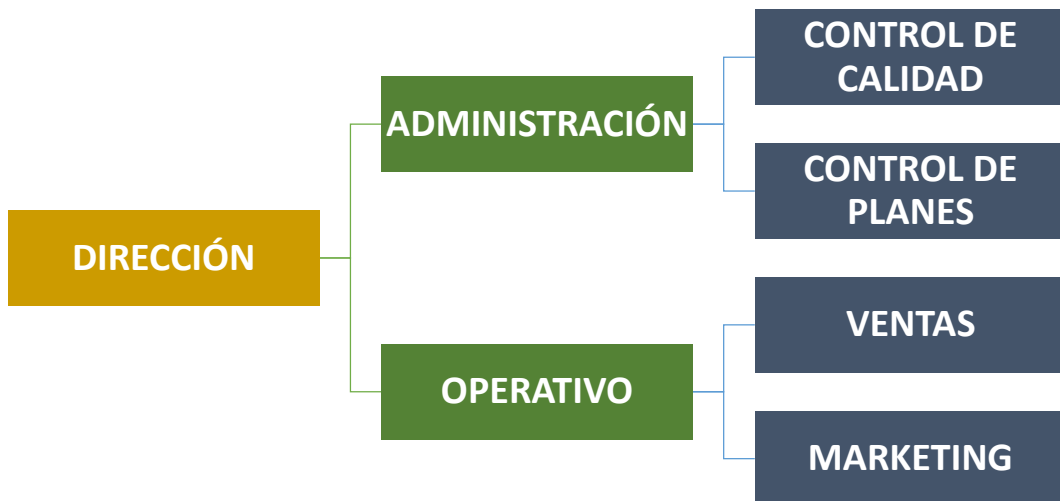 DIRECCIÓN
ADMINISTRACIÓN
CONTROL DE
CALIDAD
CONTROL DE
PLANES
OPERATIVO
VENTAS
MARKETING